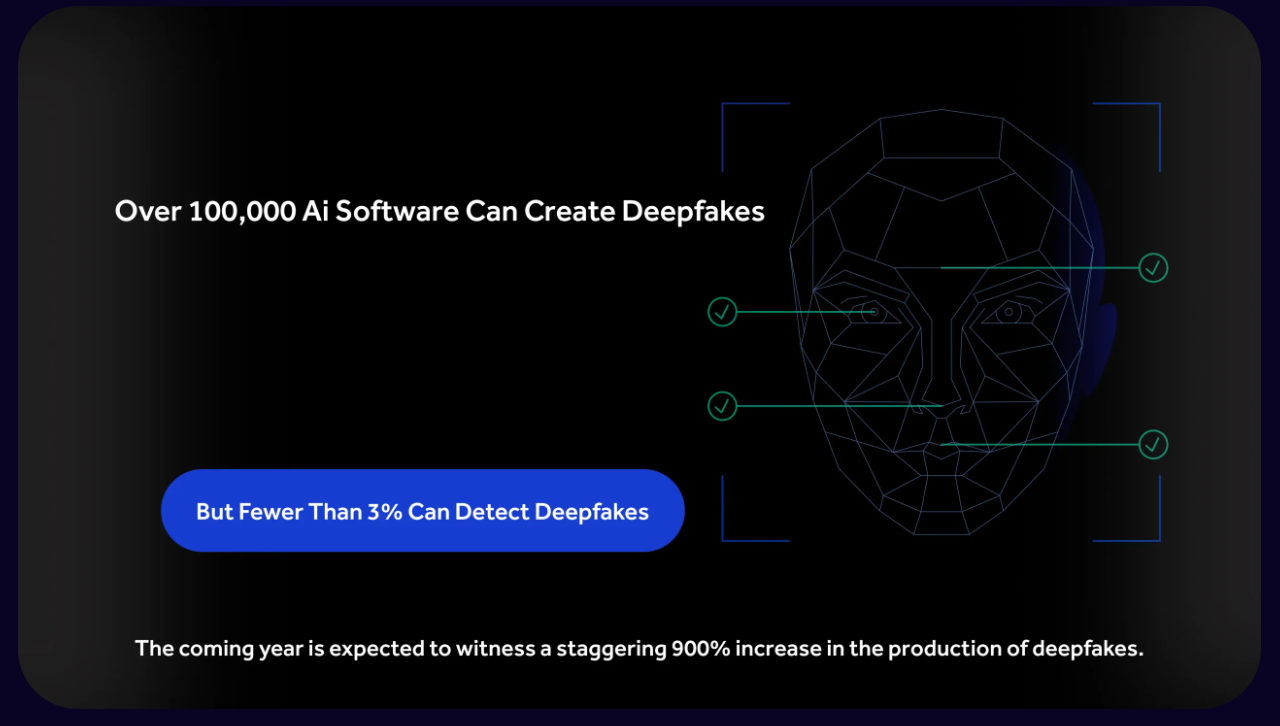 Over 100,000 Ai Software Can Create Deepfakes
But Fewer Than 3% Can Detect Deepfakes
The coming year is expected to witness a staggering 900% increase in the production of deepfakes.